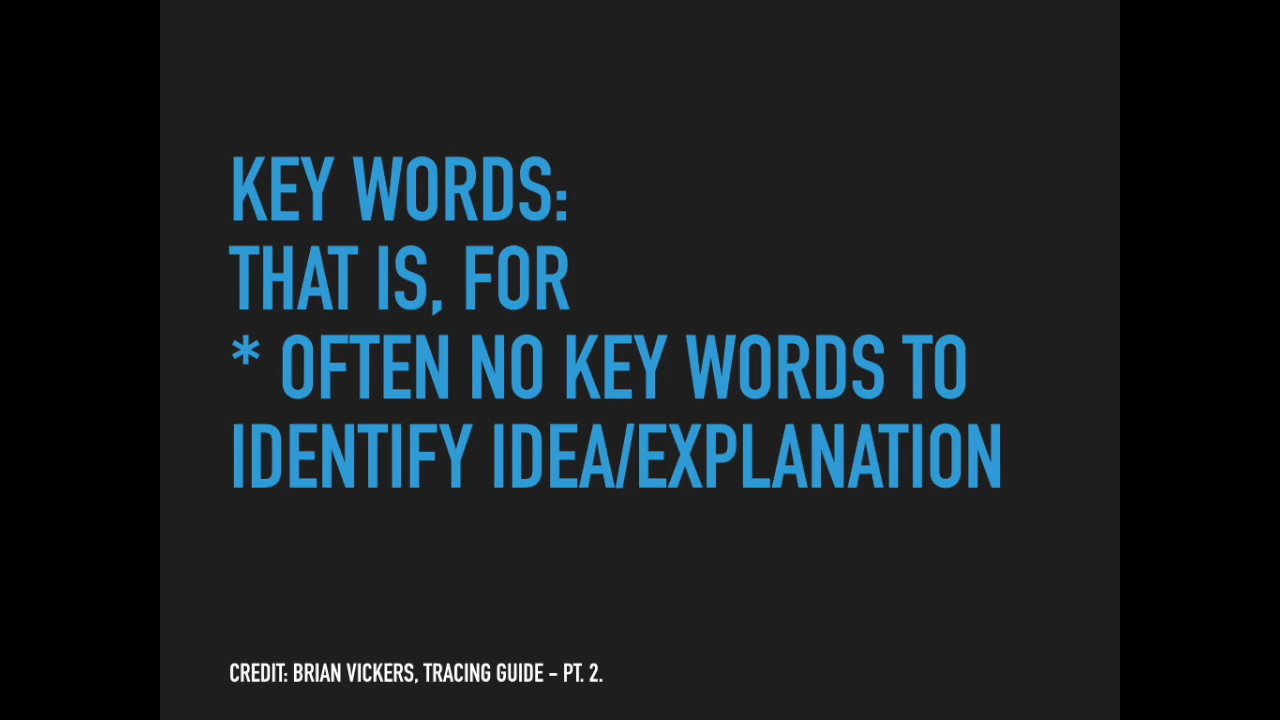 KEY WORDS:
THAT IS, FOR
* OFTEN NO KEY WORDS TO
IDENTIFY IDEA/EXPLANATION
CREDIT: BRIAN VICKERS, TRACING GUIDE - PT. 2.